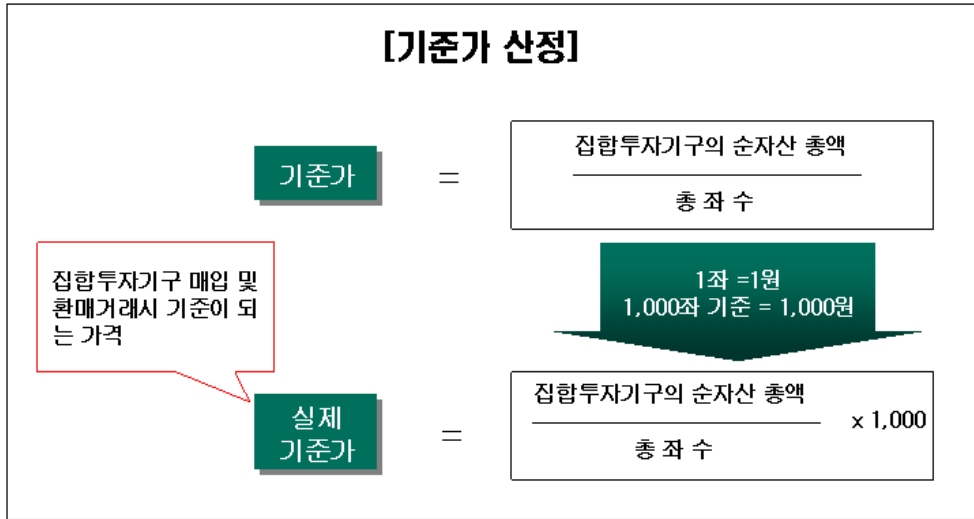 [기준가 산정]
기준가
=
집합투자기구의 순자산 총액
총 좌 수
집합투자기구 매입 및
환매거래시 기준이 되
는 가격
1좌 =1원
1,000좌 기준 = 1,000원
실제
기준가
=
집합투자기구의 순자산 총액
총 좌 수
x 1,000